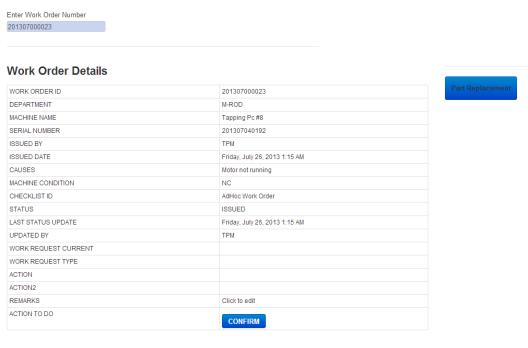 Enter Work Order Number
201307000023
Work Order Details
Part Replacement
WORK ORDER ID 201307000023
DEPARTMENT M-ROD
MACHINE NAME Tapping Pc #8
SERIAL NUMBER 201307040192
ISSUED BY TPM
ISSUED DATE Friday, July 26, 2013 1:15 AM
CAUSES Motor not running
MACHINE CONDITION NC
CHECKLIST ID AdHoc Work Order
STATUS ISSUED
LAST STATUS UPDATE Friday, July 26, 2013 1:15 AM
UPDATED BY TPM
WORK REQUEST CURRENT
WORK REQUEST TYPE
ACTION
ACTION2
REMARKS Click to edit
ACTION TO DO CONFIRM